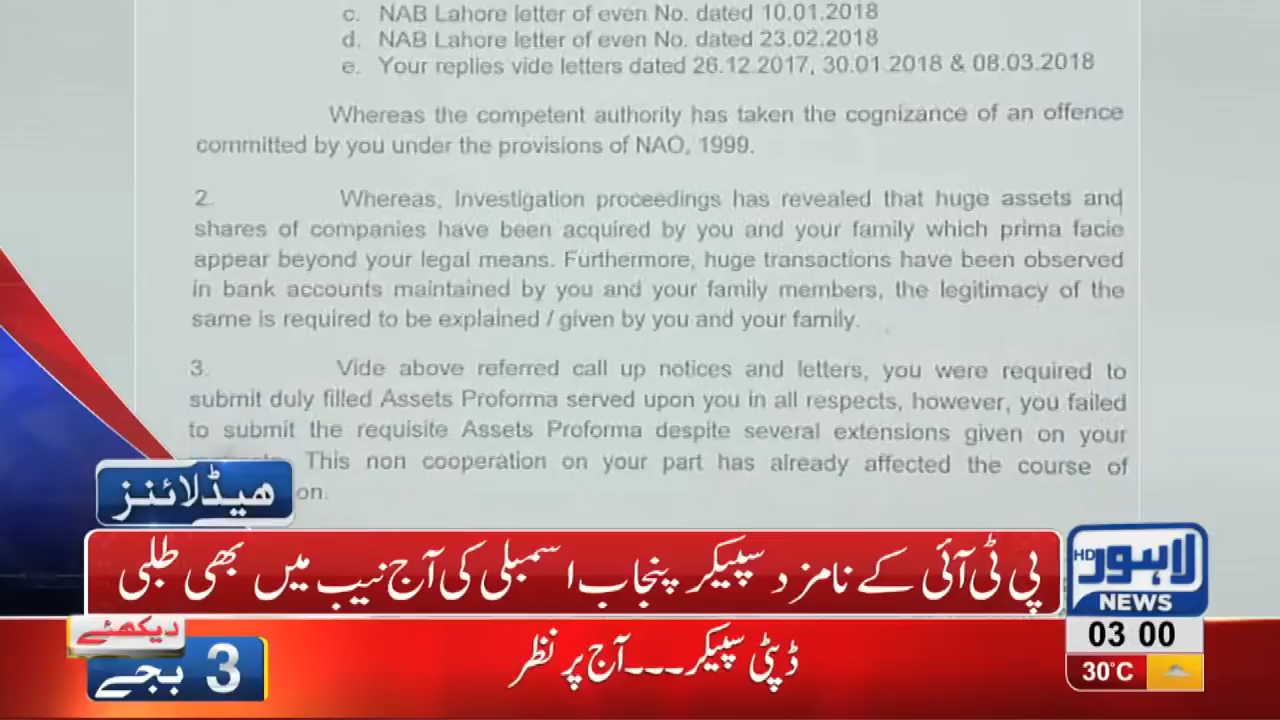 c. NAB Lahore letter of even No. dated 10.01.2018
d. NAB Lahore letter of even No. dated 23.02.2018
e. Your replies vide letters dated 26.12.2017, 30.01.2018 & 08.03.2018
Whereas the competent authority has taken the cognizance of an offence
committed by you under the provisions of NAO, 1999.
2. Whereas, Investigation proceedings has revealed that huge assets and
shares of companies have been acquired by you and your family which prima facie
appear beyond your legal means. Furthermore, huge transactions have been observed
in bank accounts maintained by you and your family members, the legitimacy of the
same is required to be explained / given by you and your family.
3. Vide above referred call up notices and letters, you were required to
submit duly filled Assets Proforma served upon you in all respects, however, you failed
to submit the requisite Assets Proforma despite several extensions given on your
This non cooperation on your part has already affected the course of
on.
ھیڈلائنز
پی ٹی آئی کے نامزد سپیکر پنجاب اسمبلی کی آج نیب میں بھی طلبی
HD لاہور
NEWS
03 00
30°C
دیکھئے
3 بجے
ڈپٹی سپیکر۔۔۔آج پر نظر